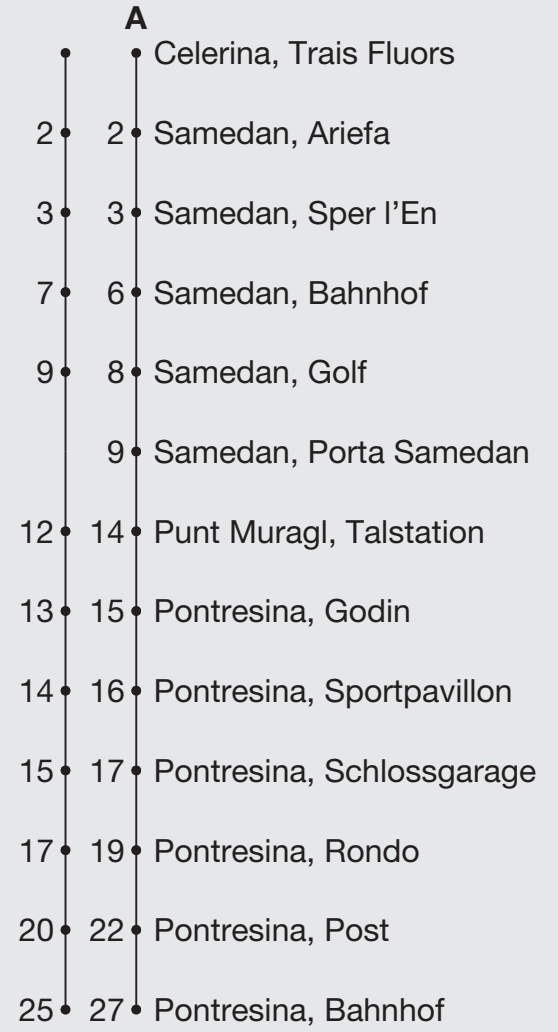 A
Celerina, Trais Fluors
2 2 Samedan, Ariefa
3 3 Samedan, Sper l’En
7 6 Samedan, Bahnhof
9 8 Samedan, Golf
9 Samedan, Porta Samedan
12 14 Punt Muragl, Talstation
13 15 Pontresina, Godin
14 16 Pontresina, Sportpavillon
15 17 Pontresina, Schlossgarage
17 19 Pontresina, Rondo
20 22 Pontresina, Post
25 27 Pontresina, Bahnhof